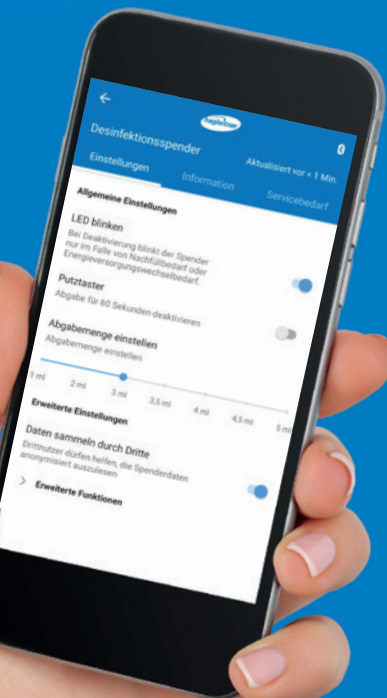 hagleitner
Desinfektionsspender
Aktualisiert vor < 1 Min.
Einstellungen
Information
Servicebedarf
Allgemeine Einstellungen
LED blinken
Bei Deaktivierung blinkt der Spender
nur im Falle von Nachfüllbedarf oder
Energieversorgungswechselbedarf.
Putztaster
Abgabe für 60 Sekunden deaktivieren
Abgabemenge einstellen
Abgabemenge einstellen
1 ml 2 ml 3 ml 3,5 ml 4 ml 4,5 ml 5 ml
Erweiterte Einstellungen
Daten sammeln durch Dritte
Drittnutzer dürfen helfen, die Spenderdaten
anonymisiert auszulesen
Erweiterte Funktionen